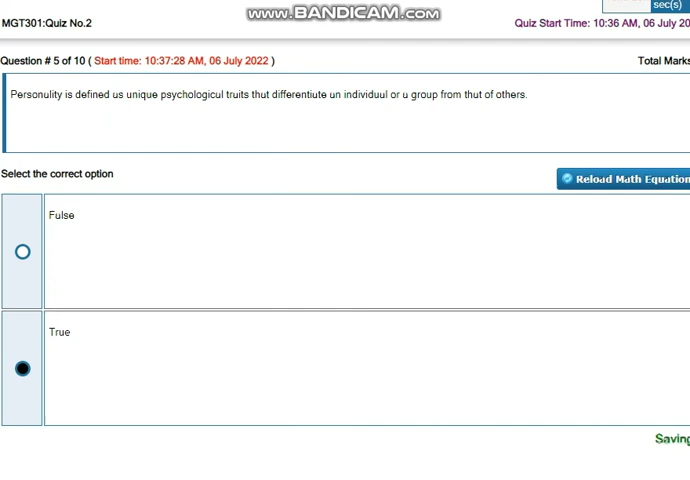 WWW.BANDICAM.COM
sec(s)
MGT301:Quiz No.2
Quiz Start Time: 10:36 AM, 06 July 20
Question # 5 of 10 ( Start time: 10:37:28 AM, 06 July 2022 )
Total Marks
Personulity is defined us unique psychologicul truits thut differentiute un individuul or u group from thut of others.
Select the correct option
Reload Math Equation
Fulse
True
Saving